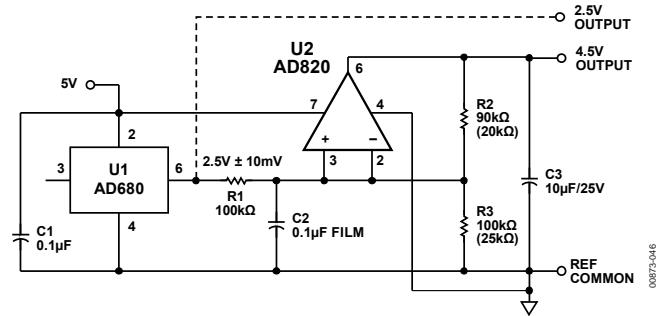 2.5V
OUTPUT
4.5V
OUTPUT
U2
AD820
5V
6
7
4
+
–
3
2
2
3
U1
AD680
6
4
2.5V ± 10mV
R1
100kΩ
C1
0.1µF
C2
0.1µF FILM
R2
90kΩ
(20kΩ)
R3
100kΩ
(25kΩ)
C3
10µF/25V
REF
COMMON
00873-046